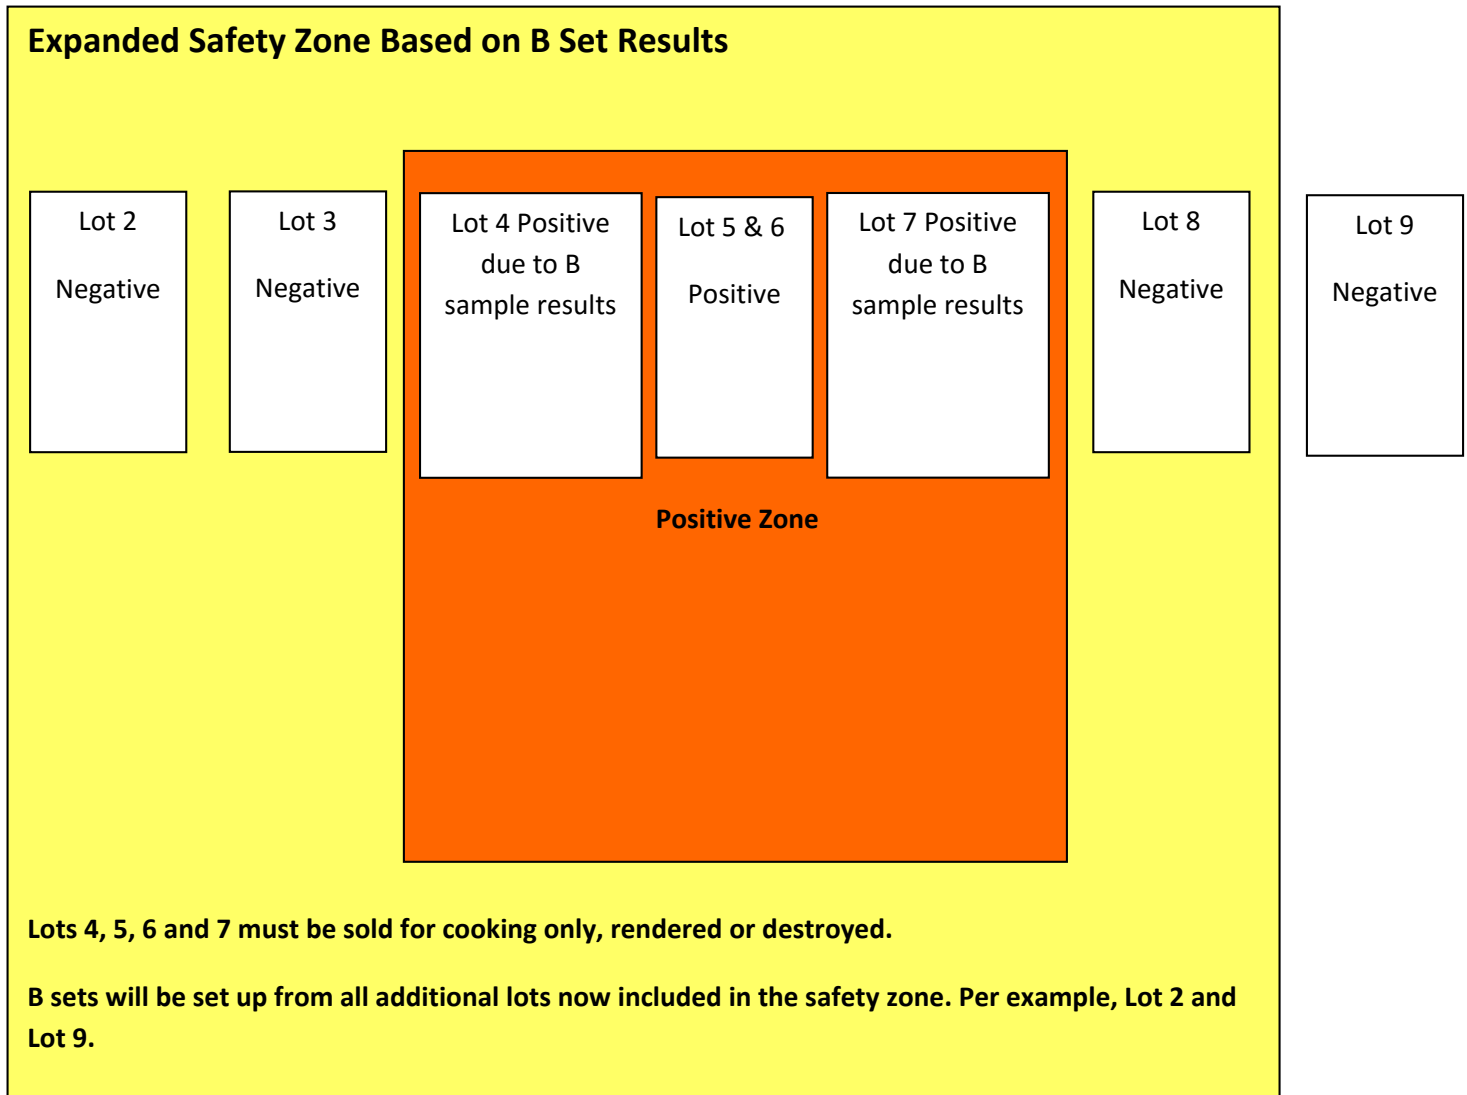 Expanded Safety Zone Based on B Set Results
Lot 2
Negative
Lot 3
Negative
Lot 4 Positive
due to B
sample results
Lot 5 & 6
Positive
Lot 7 Positive
due to B
sample results
Lot 8
Negative
Lot 9
Negative
Positive Zone
Lots 4, 5, 6 and 7 must be sold for cooking only, rendered or destroyed.
B sets will be set up from all additional lots now included in the safety zone. Per example, Lot 2 and
Lot 9.